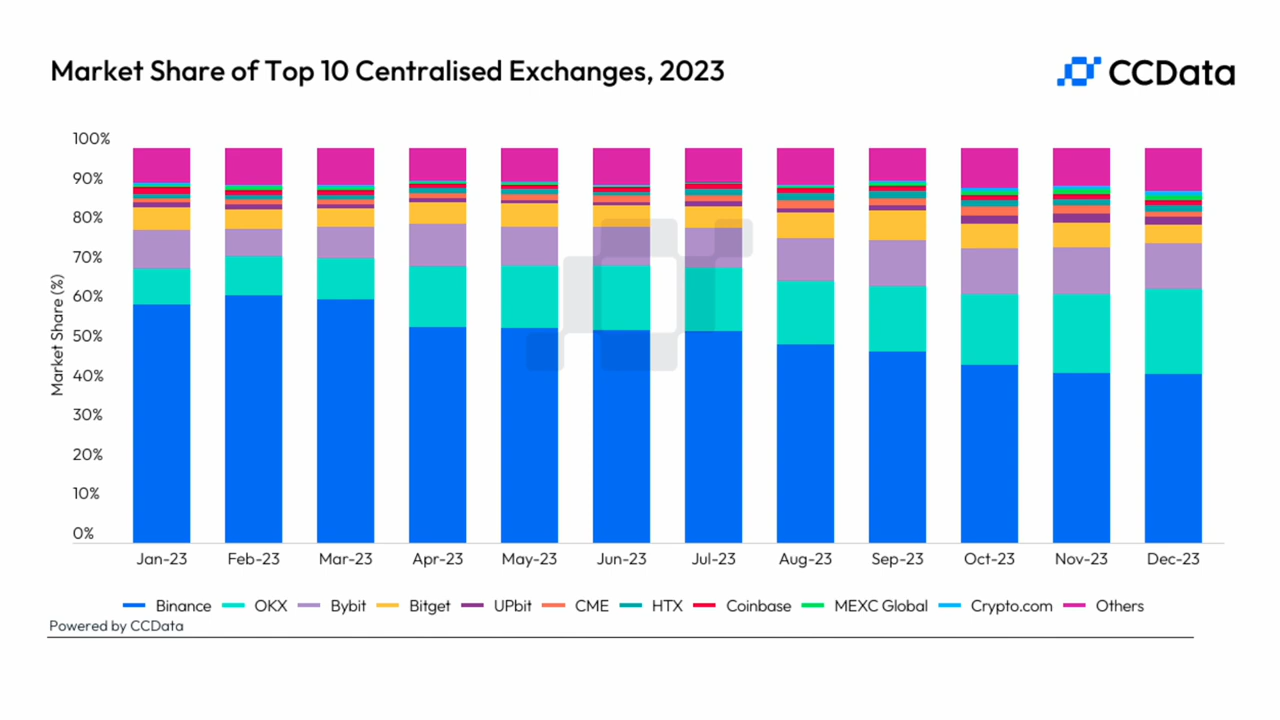 Market Share of Top 10 Centralised Exchanges, 2023
CCData
Market Share (%)
100%
90%
80%
70%
60%
50%
40%
30%
20%
10%
0%
Jan-23 Feb-23 Mar-23 Apr-23 May-23 Jun-23 Jul-23 Aug-23 Sep-23 Oct-23 Nov-23 Dec-23
Binance OKX Bybit Bitget UPbit CME HTX Coinbase MEXC Global Crypto.com Others
Powered by CCData